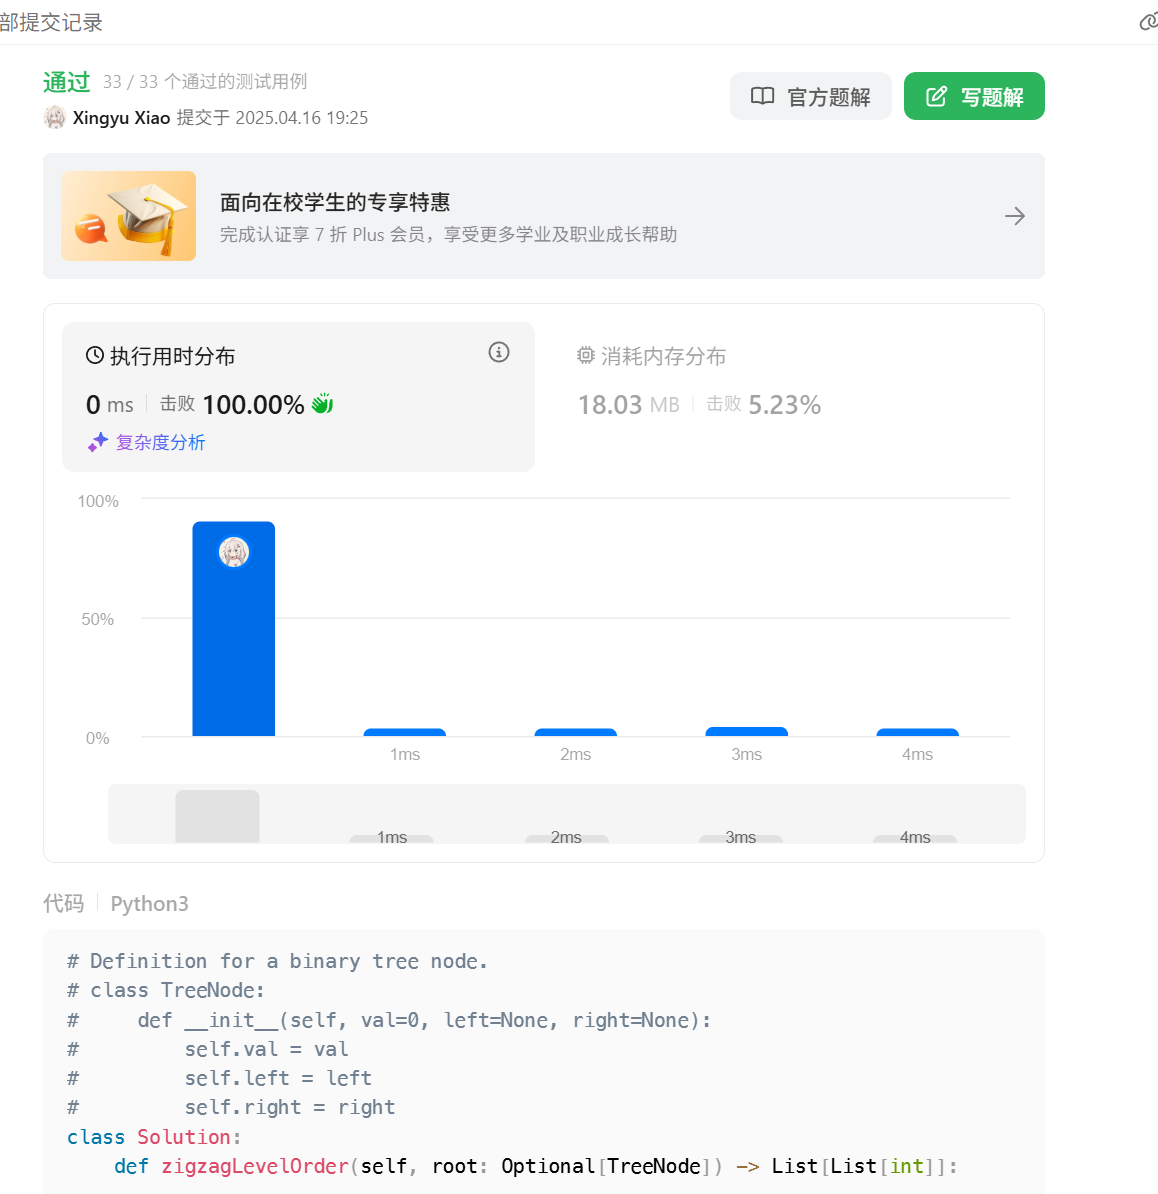 部提交记录
通过 33 / 33 个通过的测试用例
官方题解
写题解
Xingyu Xiao 提交于 2025.04.16 19:25
面向在校学生的专享特惠
完成认证享 7 折 Plus 会员，享受更多学业及职业成长帮助
执行用时分布
0 ms 击败 100.00%
复杂度分析
消耗内存分布
18.03 MB 击败 5.23%
100%
50%
0%
1ms 2ms 3ms 4ms
1ms 2ms 3ms 4ms
代码 Python3
# Definition for a binary tree node.
# class TreeNode:
#     def __init__(self, val=0, left=None, right=None):
#         self.val = val
#         self.left = left
#         self.right = right
class Solution:
    def zigzagLevelOrder(self, root: Optional[TreeNode]) -> List[List[int]]: